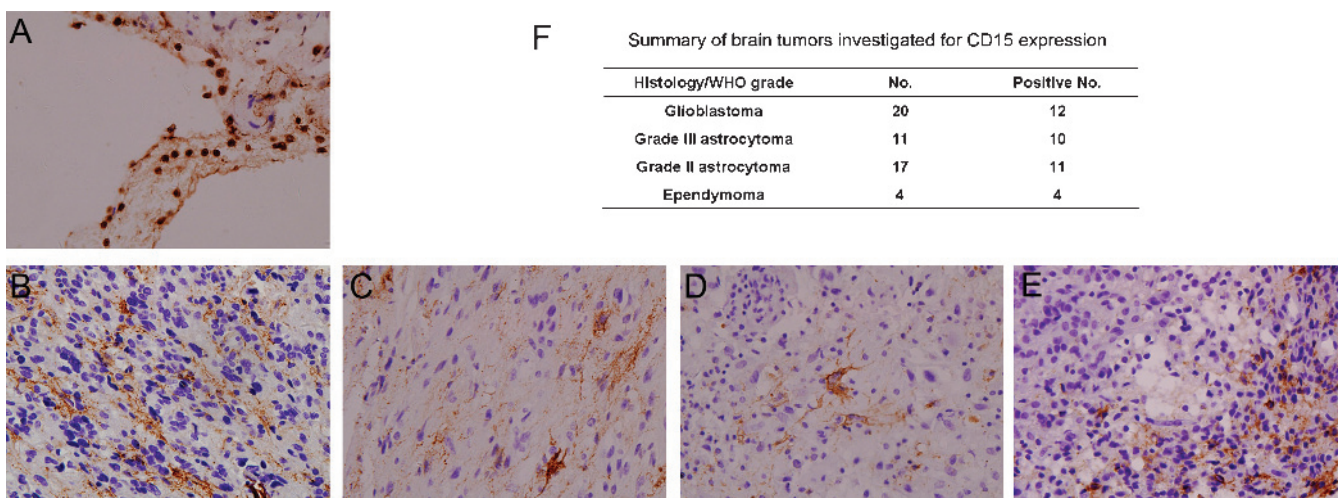 A
F
Summary of brain tumors investigated for CD15 expression
Histology/WHO grade No. Positive No.
Glioblastoma 20 12
Grade III astrocytoma 11 10
Grade II astrocytoma 17 11
Ependymoma 4 4
B
C
D
E